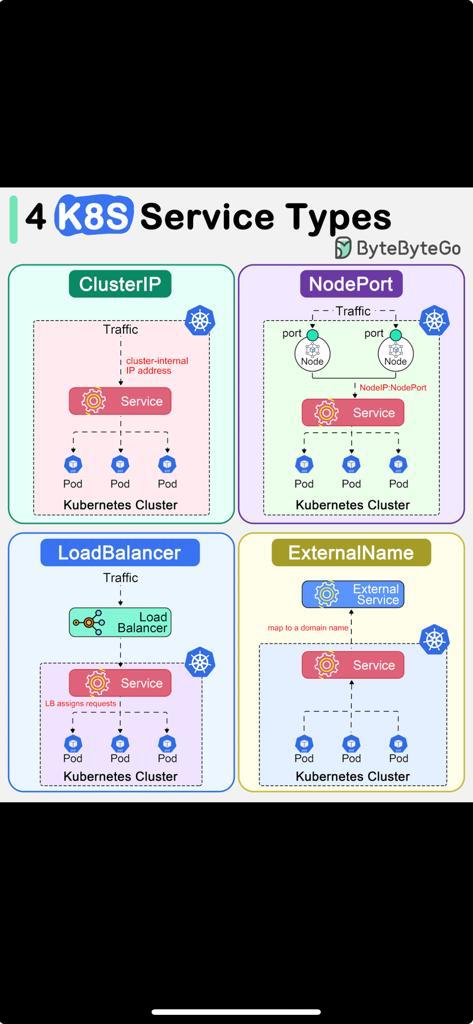 4 K8S Service Types
ByteByteGo
ClusterIP
Traffic
cluster-internal
IP address
Service
Pod Pod Pod
Kubernetes Cluster
NodePort
Traffic
port port
Node Node
NodeIP:NodePort
Service
Pod Pod Pod
Kubernetes Cluster
LoadBalancer
Traffic
Load
Balancer
Service
LB assigns requests
Pod Pod Pod
Kubernetes Cluster
ExternalName
External
Service
map to a domain name
Service
Pod Pod Pod
Kubernetes Cluster